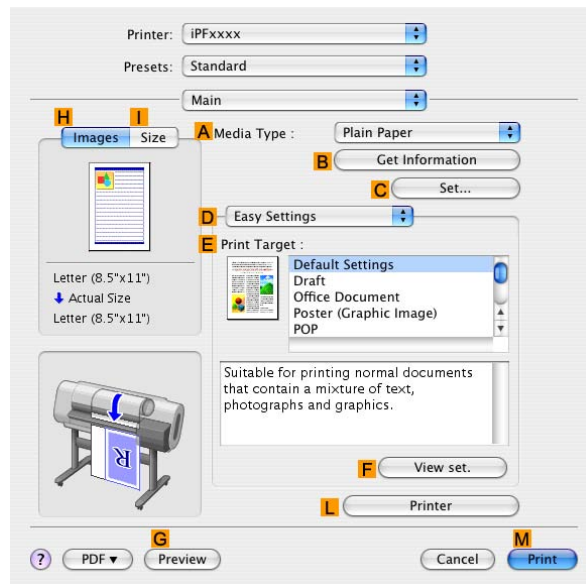 Printer: iPFxxxx
Presets: Standard
Main
H I
Images Size
A Media Type : Plain Paper
B Get Information
C Set...
D Easy Settings
E Print Target :
Default Settings
Draft
Office Document
Poster (Graphic Image)
POP
Letter (8.5"x11")
Actual Size
Letter (8.5"x11")
Suitable for printing normal documents
that contain a mixture of text,
photographs and graphics.
R
F View set.
L Printer
G M
? PDF▼ Preview Cancel Print